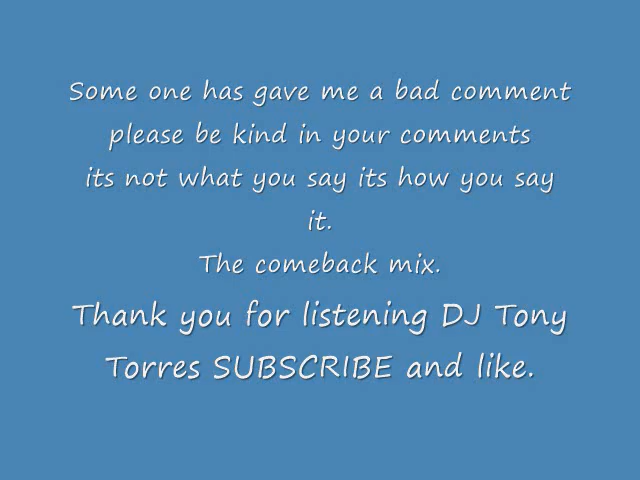 Some one has gave me a bad comment
please be kind in your comments
its not what you say its how you say
it.
The comeback mix.
Thank you for listening DJ Tony
Torres SUBSCRIBE and like.